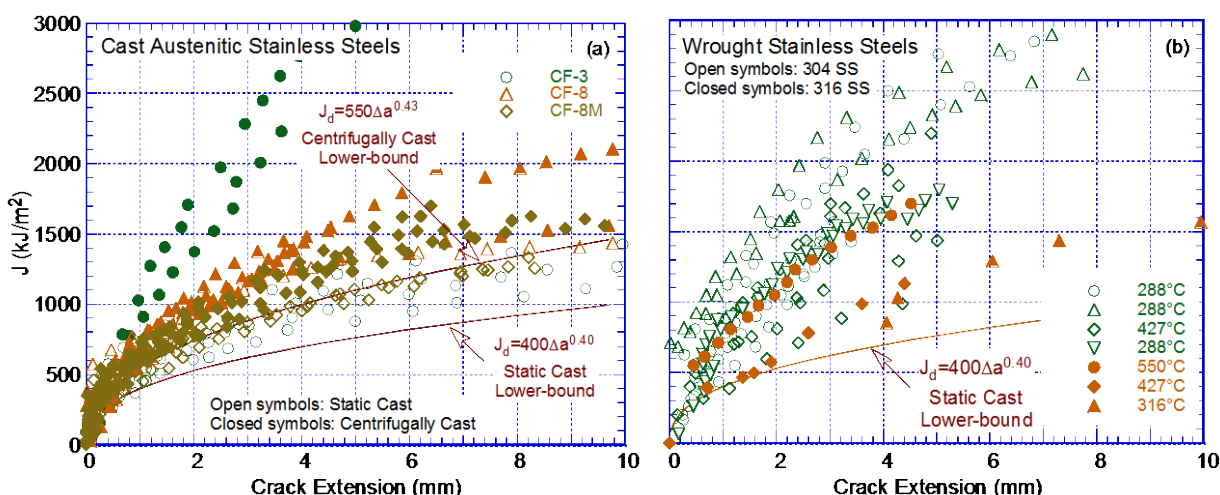 Cast Austenitic Stainless Steels
(a)
CF-3
CF-8
CF-8M
J_d=550Δa^0.43
Centrifugally Cast
Lower-bound
J_d=400Δa^0.40
Static Cast
Lower-bound
Open symbols: Static Cast
Closed symbols: Centrifugally Cast
J (kJ/m²)
3000
2500
2000
1500
1000
500
0
0 2 4 6 8 10
Crack Extension (mm)
Wrought Stainless Steels
(b)
Open symbols: 304 SS
Closed symbols: 316 SS
288°C
288°C
427°C
288°C
550°C
427°C
316°C
J_d=400Δa^0.40
Static Cast
Lower-bound
0 2 4 6 8 10
Crack Extension (mm)